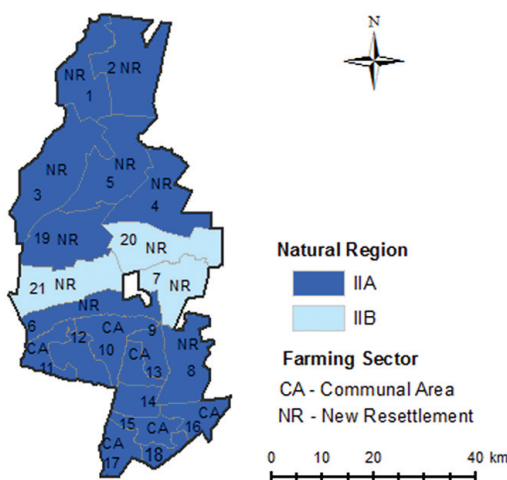 N
NR
2 NR
1
NR
NR
NR
3
5
4
19 NR
20
NR
7
21 NR
NR
NR
6
CA
9
12
NR
CA
10
CA
11
13
8
14
15
CA
CA
16
CA
17
18
Natural Region
IIA
IIB
Farming Sector
CA - Communal Area
NR - New Resettlement
0 10 20 40 km